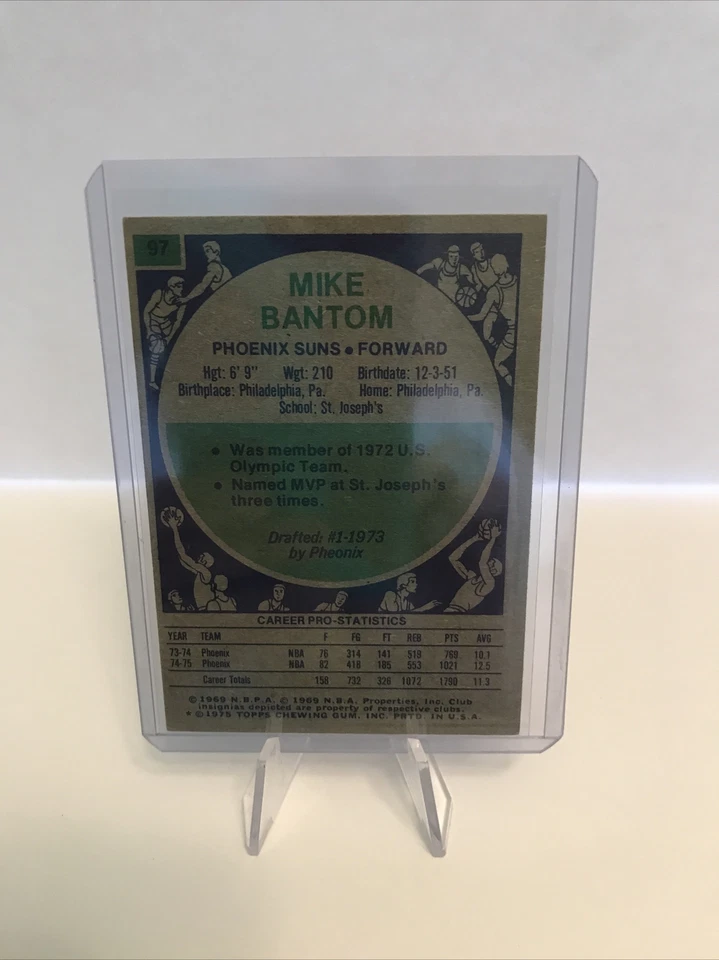 97
MIKE
BANTOM
PHOENIX SUNS • FORWARD
Hgt: 6' 9" Wgt: 210 Birthdate: 12-3-51
Birthplace: Philadelphia, Pa. Home: Philadelphia, Pa.
School: St. Joseph's
• Was member of 1972 U.S.
Olympic Team.
• Named MVP at St. Joseph's
three times.
Drafted: #1-1973
by Pheonix
CAREER PRO-STATISTICS
YEAR TEAM F FG FT REB PTS AVG
73-74 Phoenix NBA 76 314 141 519 769 10.1
74-75 Phoenix NBA 82 418 185 553 1021 12.5
Career Totals 158 732 326 1072 1790 11.3
© 1969 N.B.P.A. © 1969 N.B.A. Properties, Inc. Club
insignias depicted are property of respective clubs.
* © 1975 TOPPS CHEWING GUM, INC. PRTD. IN U.S.A.